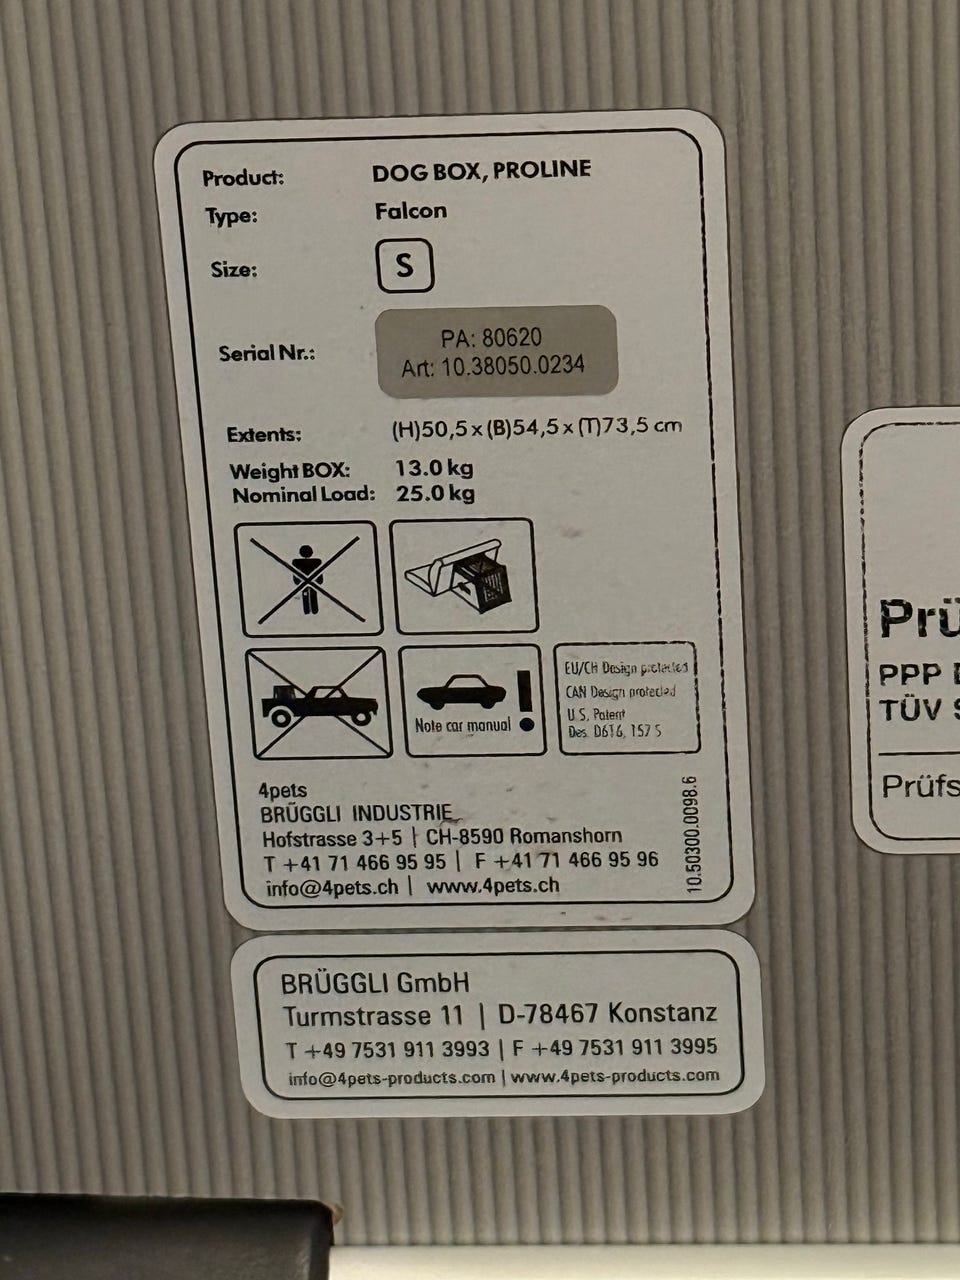 Product: DOG BOX, PROLINE
Type: Falcon
Size: S
Serial Nr.: PA: 80620
Art: 10.38050.0234
Extents: (H)50,5 x (B)54,5 x (T)73,5 cm
Weight BOX: 13.0 kg
Nominal Load: 25.0 kg
Note car manual !
EU/CH Design protected
CAN Design protected
U.S. Patent
Des. D616, 157 S
4pets
BRÜGGLI INDUSTRIE
Hofstrasse 3+5 | CH-8590 Romanshorn
T +41 71 466 95 95 | F +41 71 466 95 96
info@4pets.ch | www.4pets.ch
10.50300.0098.6
BRÜGGLI GmbH
Turmstrasse 11 | D-78467 Konstanz
T +49 7531 911 3993 | F +49 7531 911 3995
info@4pets-products.com | www.4pets-products.com
Prü
PPP
TÜV S
Prüfs